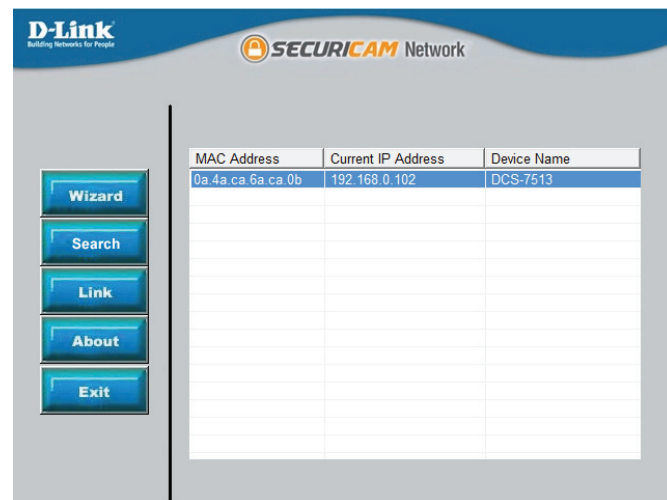 D-Link
Building Networks for People
SECURICAM Network
MAC Address Current IP Address Device Name
0a.4a.ca.6a.ca.0b 192.168.0.102 DCS-7513
Wizard
Search
Link
About
Exit